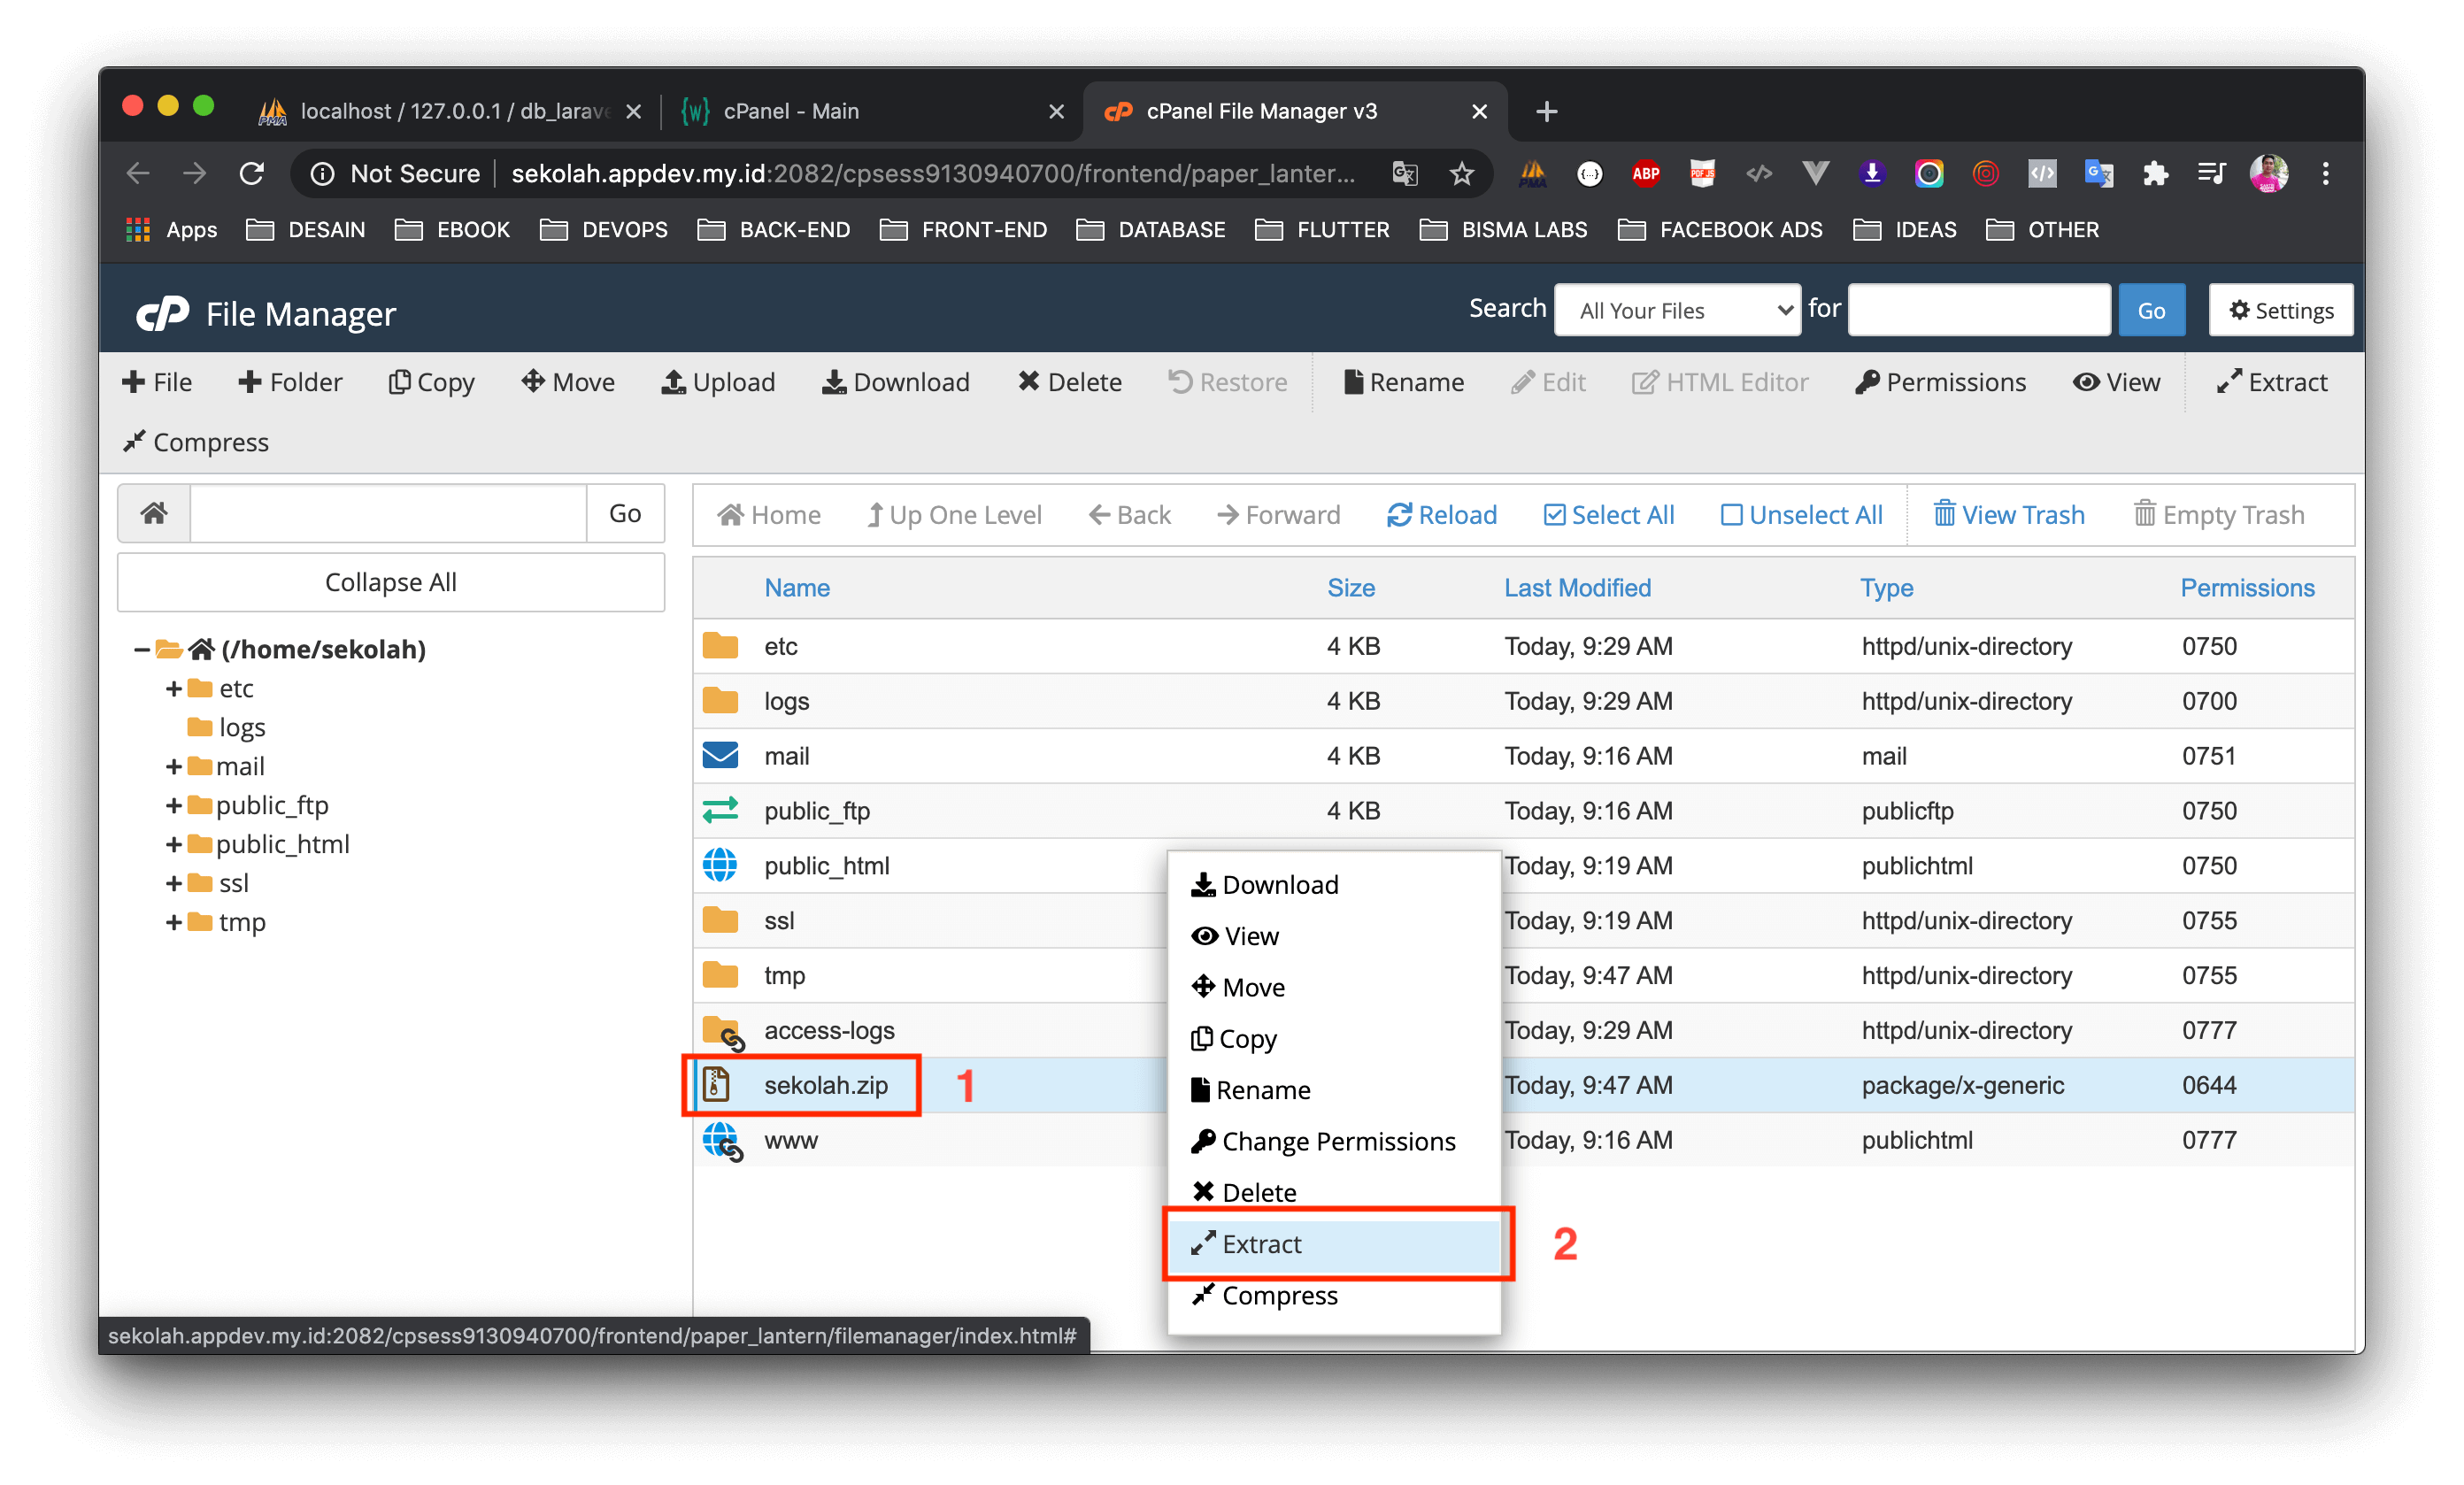 localhost / 127.0.0.1 / db_larave
cPanel - Main
cPanel File Manager v3
Not Secure sekolah.appdev.my.id:2082/cpsess9130940700/frontend/paper_lanter...
ABP PDF JS
Apps DESAIN EBOOK DEVOPS BACK-END FRONT-END DATABASE FLUTTER BISMA LABS FACEBOOK ADS IDEAS OTHER
cP File Manager
Search All Your Files for Go Settings
File Folder Copy Move Upload Download Delete Restore Rename Edit HTML Editor Permissions View Extract
Compress
Go
Home Up One Level Back Forward Reload Select All Unselect All View Trash Empty Trash
Collapse All
(/home/sekolah)
etc
logs
mail
public_ftp
public_html
ssl
tmp
Name Size Last Modified Type Permissions
etc 4 KB Today, 9:29 AM httpd/unix-directory 0750
logs 4 KB Today, 9:29 AM httpd/unix-directory 0700
mail 4 KB Today, 9:16 AM mail 0751
public_ftp 4 KB Today, 9:16 AM publicftp 0750
public_html Today, 9:19 AM publichtml 0750
ssl Today, 9:19 AM httpd/unix-directory 0755
tmp Today, 9:47 AM httpd/unix-directory 0755
access-logs Today, 9:29 AM httpd/unix-directory 0777
sekolah.zip 1 Today, 9:47 AM package/x-generic 0644
www Today, 9:16 AM publichtml 0777
Download
View
Move
Copy
Rename
Change Permissions
Delete
Extract 2
Compress
sekolah.appdev.my.id:2082/cpsess9130940700/frontend/paper_lantern/filemanager/index.html#